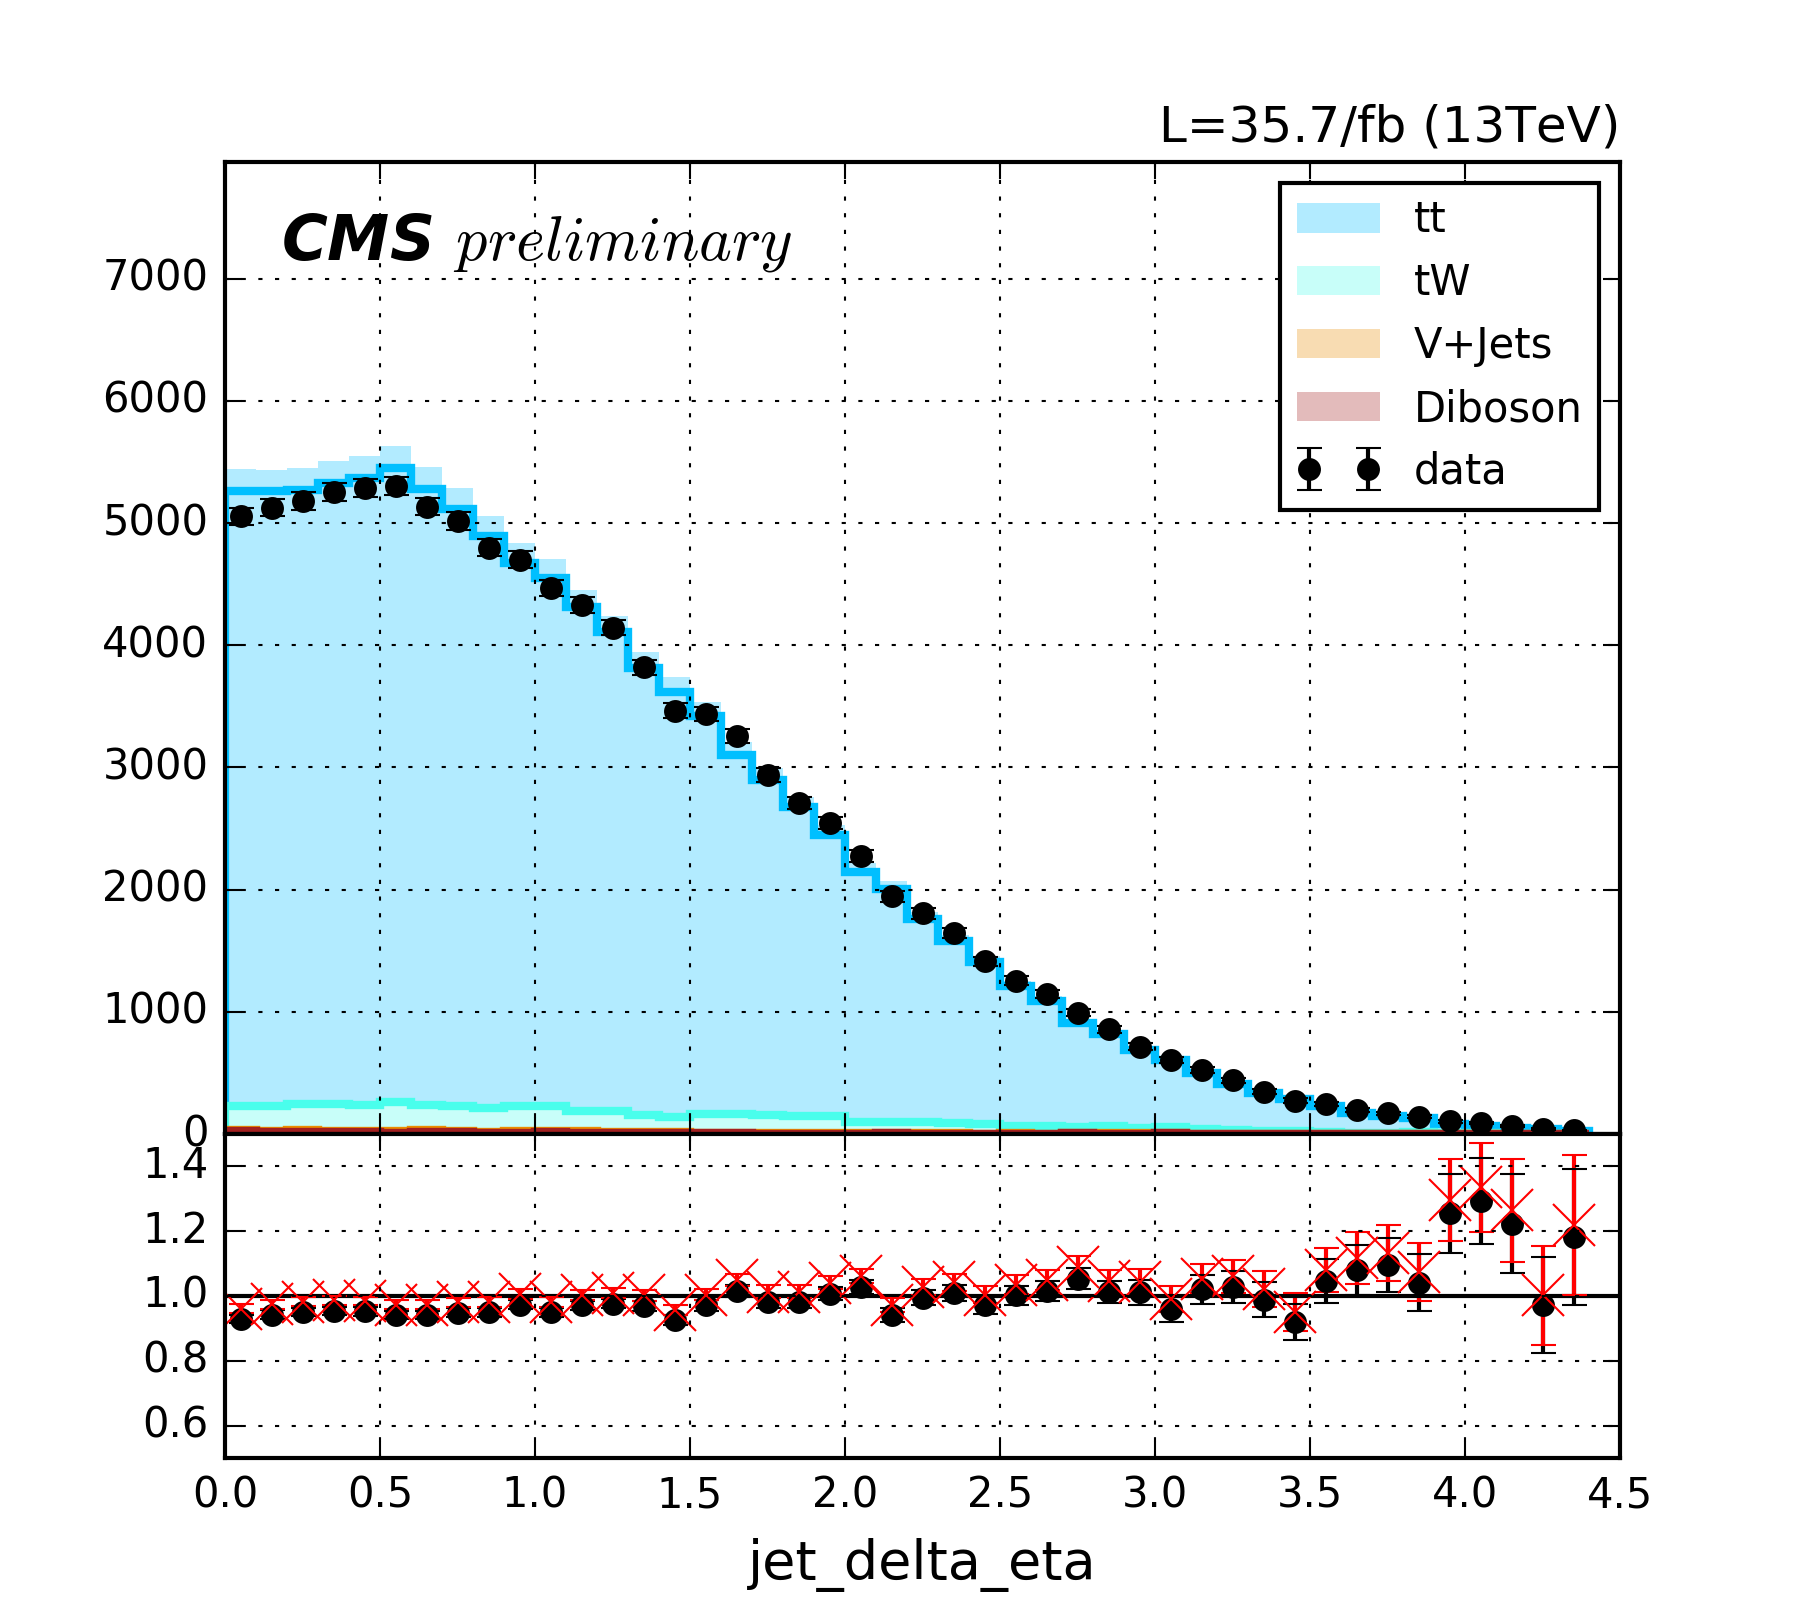 L=35.7/fb (13TeV)
CMS preliminary
tt
tW
V+Jets
Diboson
data
7000
6000
5000
4000
3000
2000
1000
0
1.4
1.2
1.0
0.8
0.6
0.0 0.5 1.0 1.5 2.0 2.5 3.0 3.5 4.0 4.5
jet_delta_eta